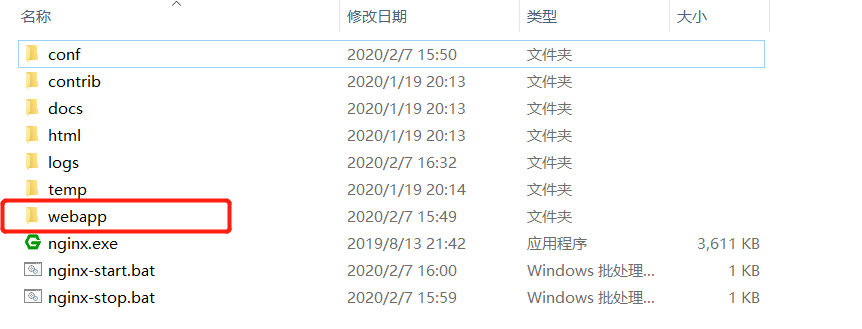 名称 修改日期 类型 大小
conf 2020/2/7 15:50 文件夹
contrib 2020/1/19 20:13 文件夹
docs 2020/1/19 20:13 文件夹
html 2020/1/19 20:13 文件夹
logs 2020/2/7 16:32 文件夹
temp 2020/1/19 20:14 文件夹
webapp 2020/2/7 15:49 文件夹
nginx.exe 2019/8/13 21:42 应用程序 3,611 KB
nginx-start.bat 2020/2/7 16:00 Windows 批处理... 1 KB
nginx-stop.bat 2020/2/7 15:59 Windows 批处理... 1 KB